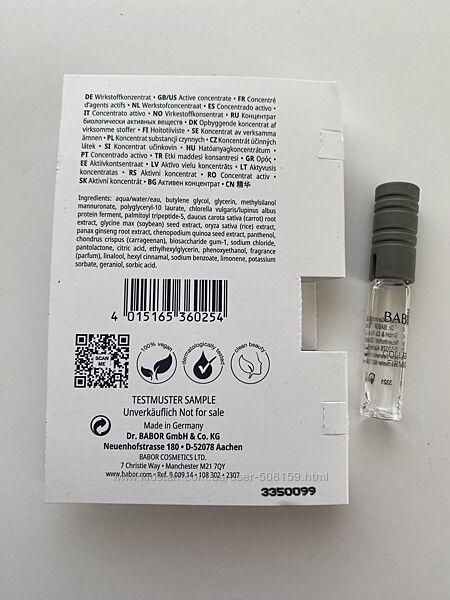 DE Wirkstoffkonzentrat • GB/US Active concentrate • FR Concentré
d'agents actifs • NL Werkstofconcentraat • ES Concentrado activo •
IT Concentrato attivo • NO Virkestoffkonsentrat • RU Концентрат
биологически активных веществ • DK Opbyggende koncentrat af
virksomme stoffer • FI Hoitotiiviste • SE Koncentrat av verksamma
ämnen • PL Koncentrat substancji czynnych • CZ Koncentrát účinných
látek • SI Koncentrat učinkovin • HU Hatóanyagkoncentrátum •
PT Concentrado activo • TR Etki maddesi konsantresi • GR Ορός •
EE Aktiivkontsentraat • LV Aktīvo vielu koncentrāts • LT Aktyvusis
koncentratas • RS Aktivni koncentrat • RO Concentrat activ •
SK Aktívní koncentrát • BG Активен концентрат • CN 精华
Ingredients: aqua/water/eau, butylene glycol, glycerin, methylsilanol
mannuronate, polyglyceryl-10 laurate, chlorella vulgaris/lupinus albus
protein ferment, palmitoyl tripeptide-5, daucus carota sativa (carrot) root
extract, glycine max (soybean) seed extract, oryza sativa (rice) extract,
panax ginseng root extract, chenopodium quinoa seed extract, panthenol,
chondrus crispus (carrageenan), biosaccharide gum-1, sodium chloride,
pantolactone, citric acid, ethylhexylglycerin, phenoxyethanol, fragrance
(parfum), linalool, hexyl cinnamal, sodium benzoate, limonene, potassium
sorbate, geraniol, sorbic acid.
4 015165 360254
SCAN
ME
100% vegan
dermatologically tested
clean beauty
TESTMUSTER SAMPLE
Unverkäuflich Not for sale
Made in Germany
Dr. BABOR GmbH & Co. KG
Neuenhofstrasse 180 • D-52078 Aachen
BABOR COSMETICS LTD.
7 Christie Way • Manchester M21 7QY
www.babor.com • Ref. 9.009.14 • 108 302 • 2307
3350099
BABOR